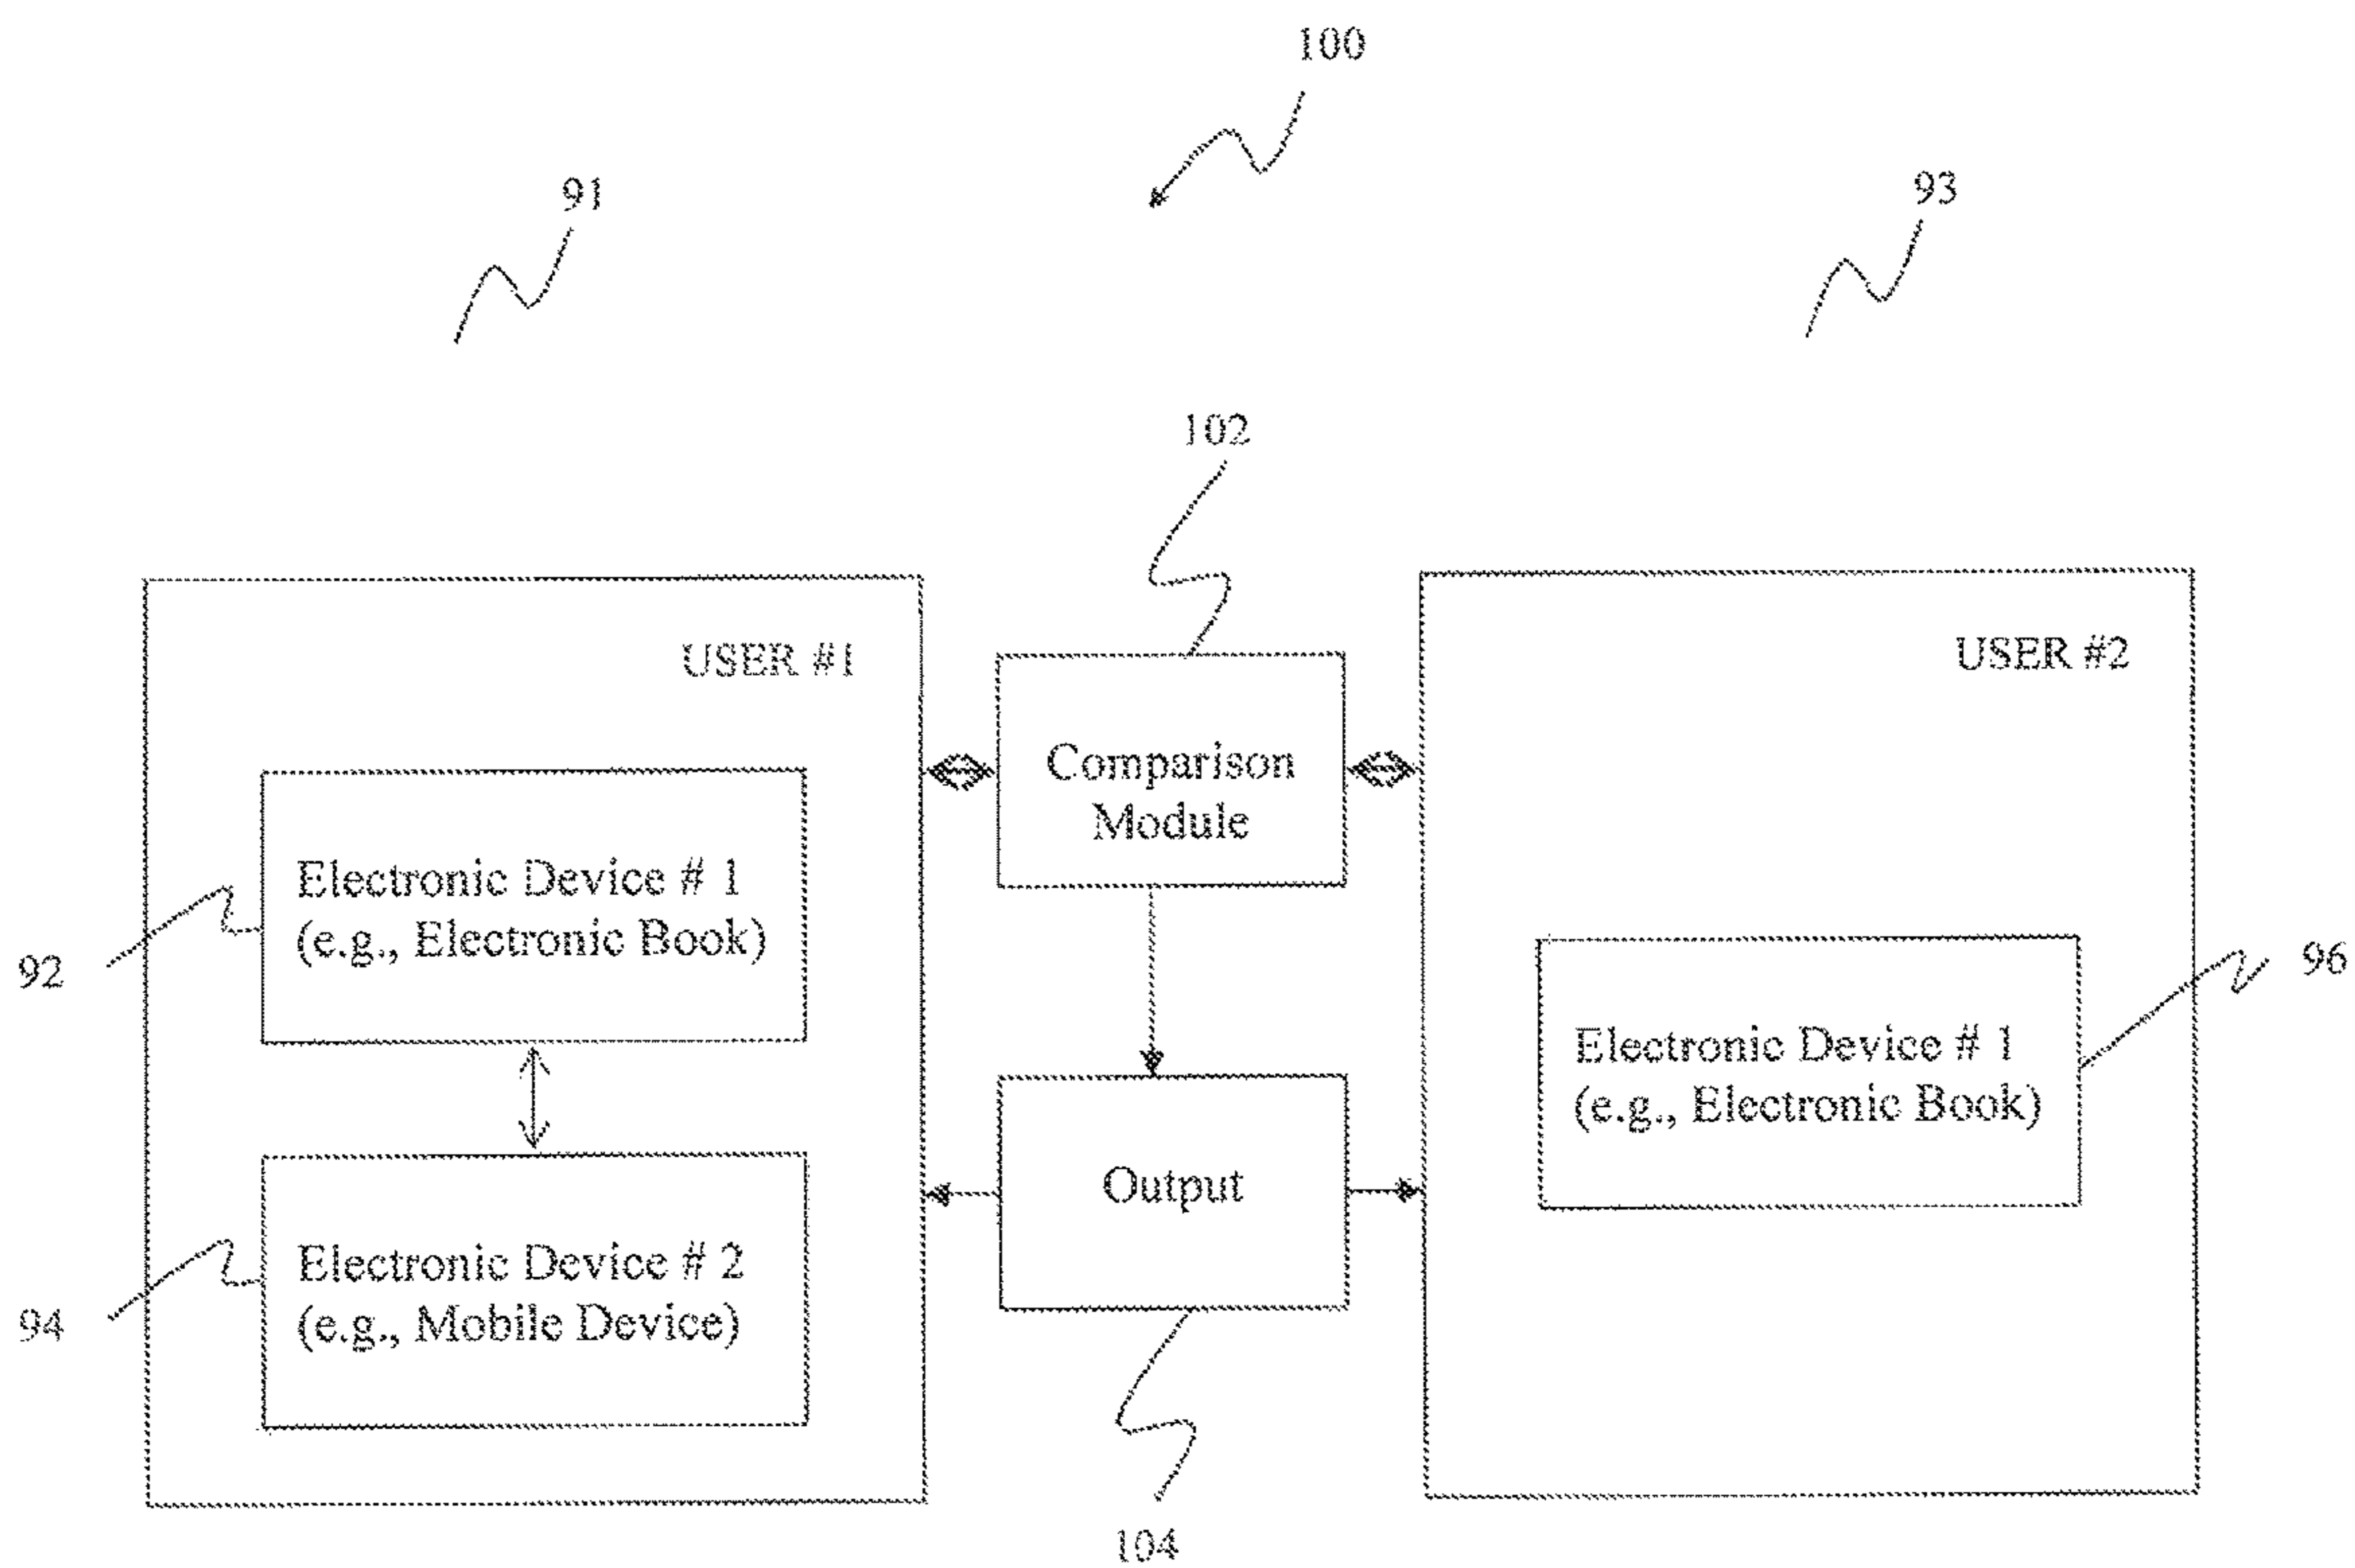 100
91
93
102
USER #1
USER #2
Comparison
Module
Electronic Device # 1
(e.g., Electronic Book)
92
96
Electronic Device # 1
(e.g., Electronic Book)
Output
Electronic Device # 2
(e.g., Mobile Device)
94
104